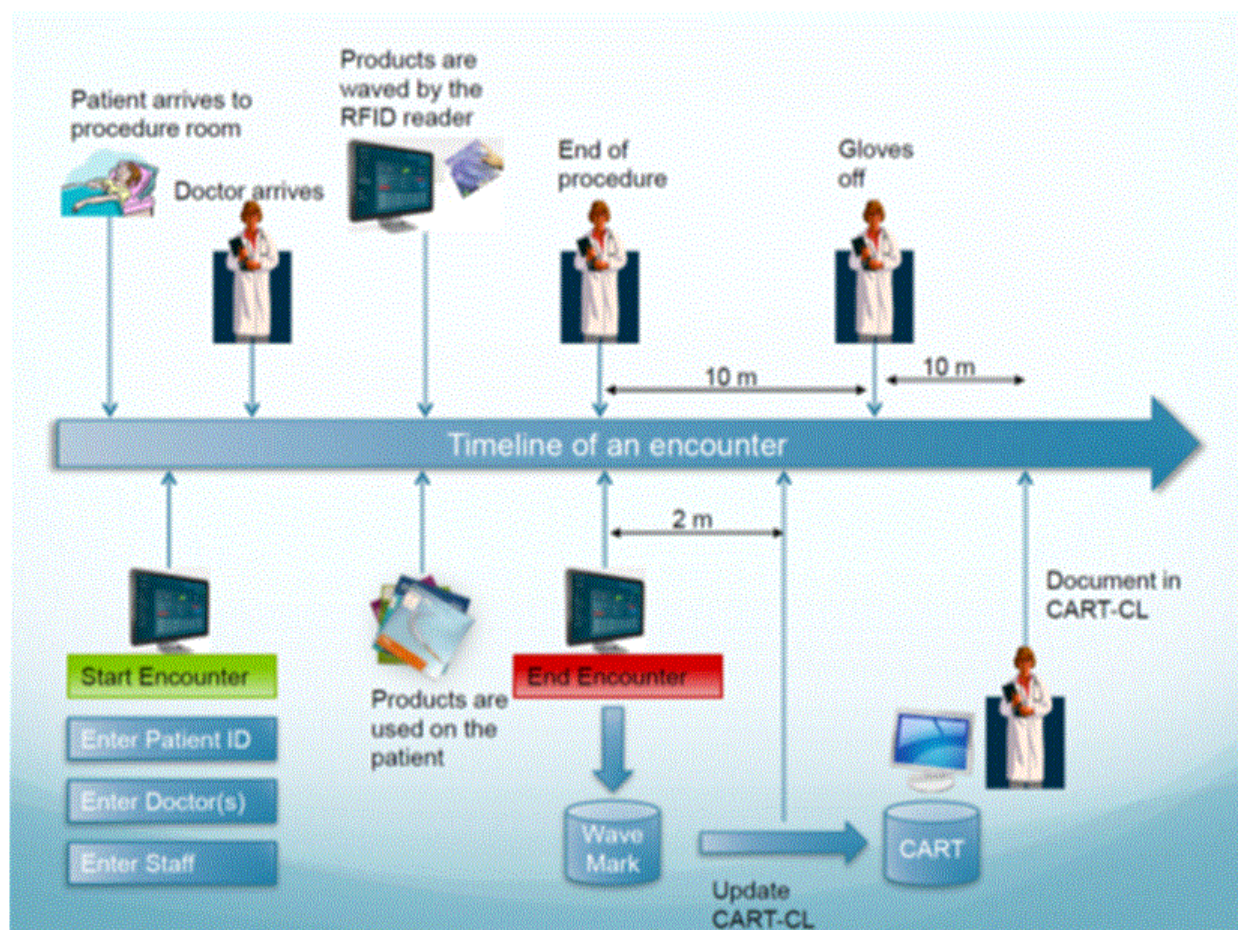 Patient arrives to
procedure room
Doctor arrives
Products are
waved by the
RFID reader
End of
procedure
Gloves
off
10 m
10 m
Timeline of an encounter
2 m
Start Encounter
Enter Patient ID
Enter Doctor(s)
Enter Staff
Products are
used on the
patient
End Encounter
Wave
Mark
Update
CART-CL
CART
Document in
CART-CL